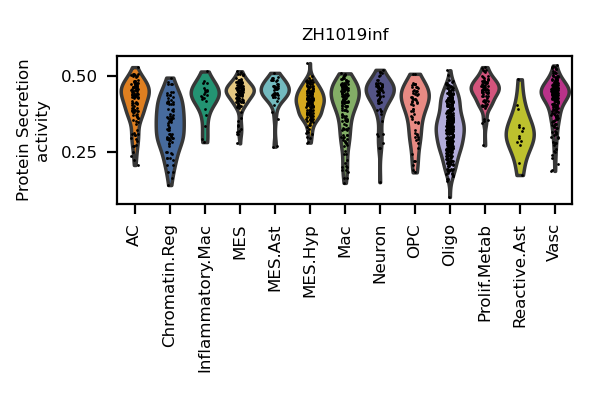 ZH1019inf
Protein Secretion
activity
0.50
0.25
AC
Chromatin.Reg
Inflammatory.Mac
MES
MES.Ast
MES.Hyp
Mac
Neuron
OPC
Oligo
Prolif.Metab
Reactive.Ast
Vasc